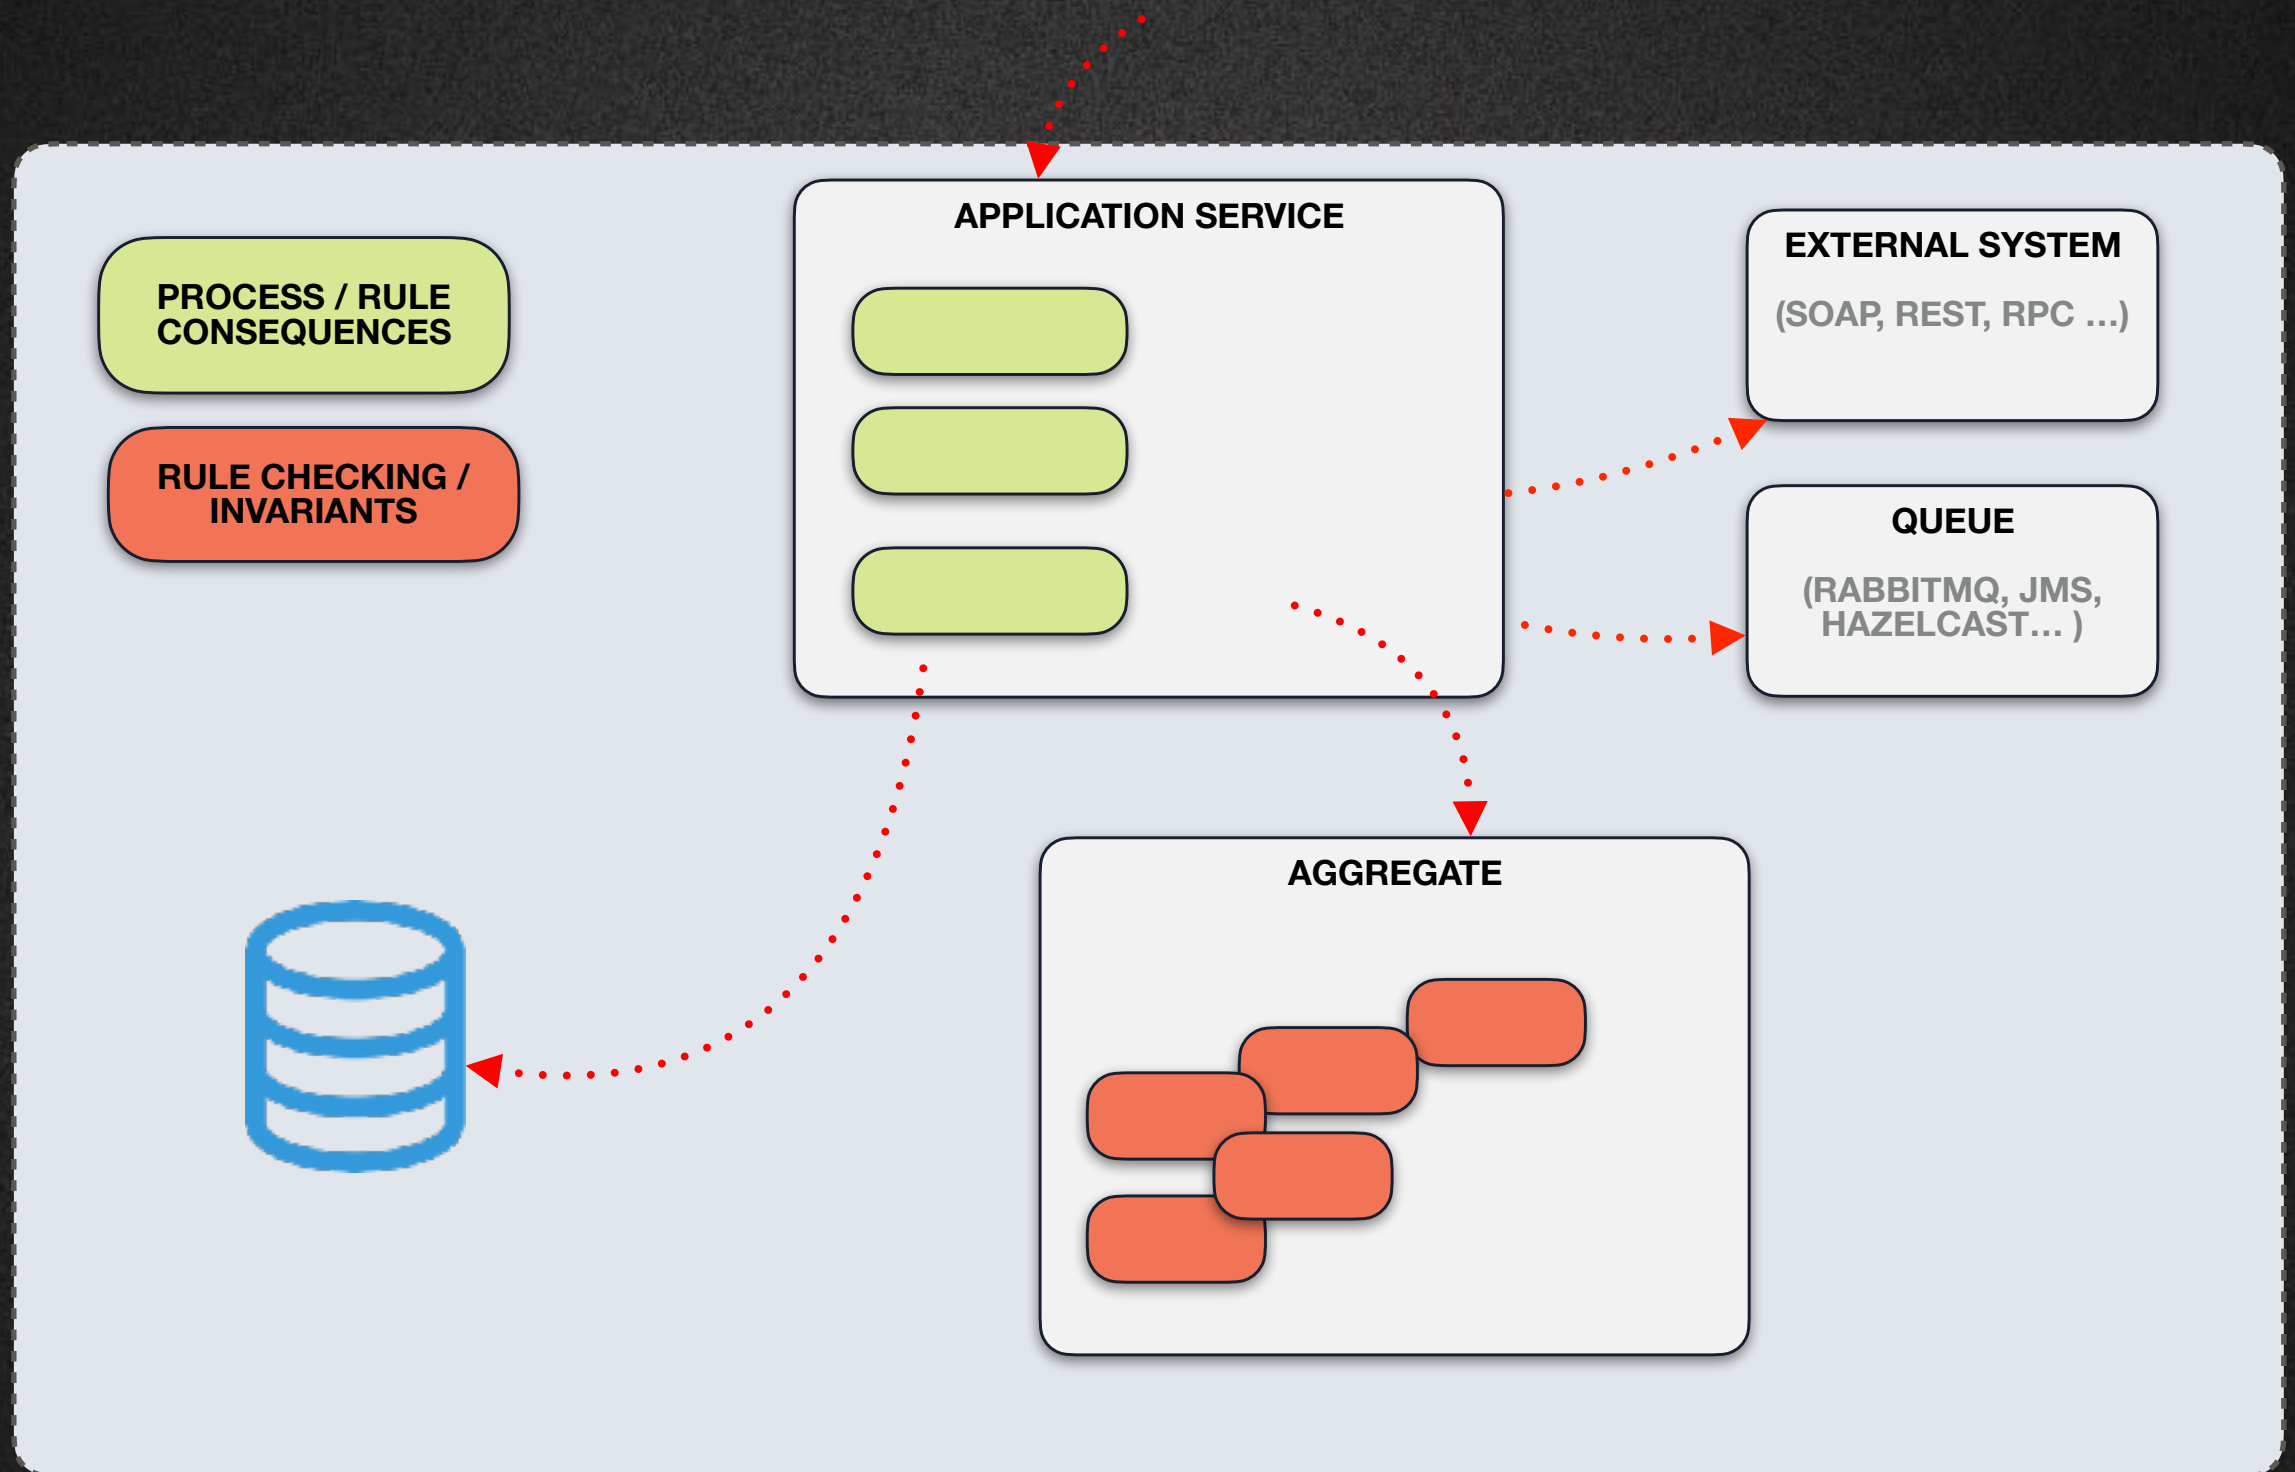 APPLICATION SERVICE
PROCESS / RULE
CONSEQUENCES
RULE CHECKING /
INVARIANTS
EXTERNAL SYSTEM
(SOAP, REST, RPC …)
QUEUE
(RABBITMQ, JMS,
HAZELCAST… )
AGGREGATE